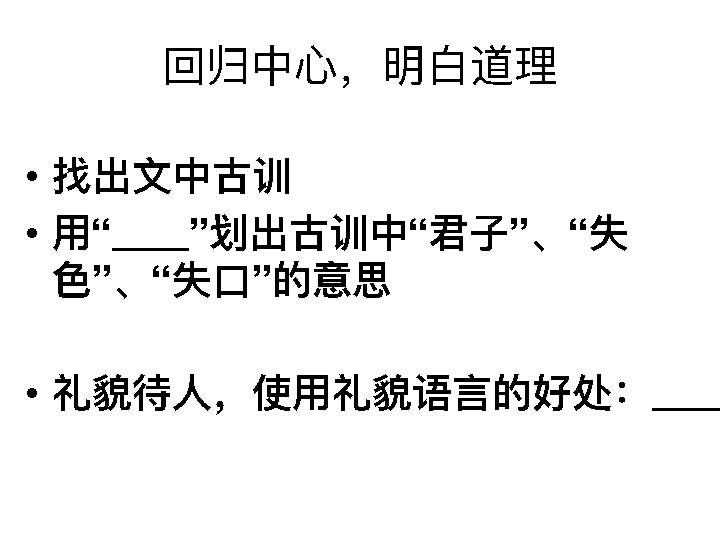 回归中心，明白道理
• 找出文中古训
• 用“____”划出古训中“君子”、“失
色”、“失口”的意思
• 礼貌待人，使用礼貌语言的好处：____